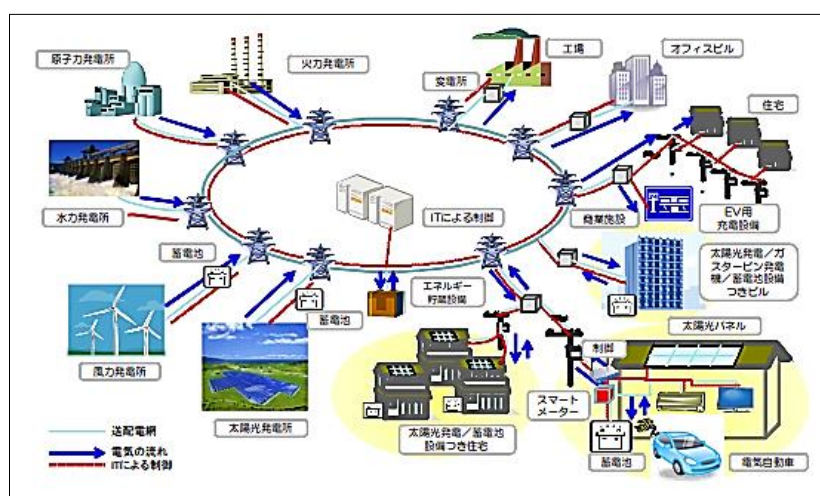 原子力発電所
火力発電所
変電所
工場
オフィスビル
住宅
水力発電所
ITによる制御
商業施設
EV用
充電設備
蓄電池
蓄電池
エネルギー
貯蔵設備
太陽光発電/ガ
スタービン発電
機/蓄電池設備
つきビル
風力発電所
太陽光発電所
太陽光パネル
制御
スマート
メーター
太陽光発電/蓄電池
設備つき住宅
蓄電池
電気自動車
送配電網
電気の流れ
ITによる制御